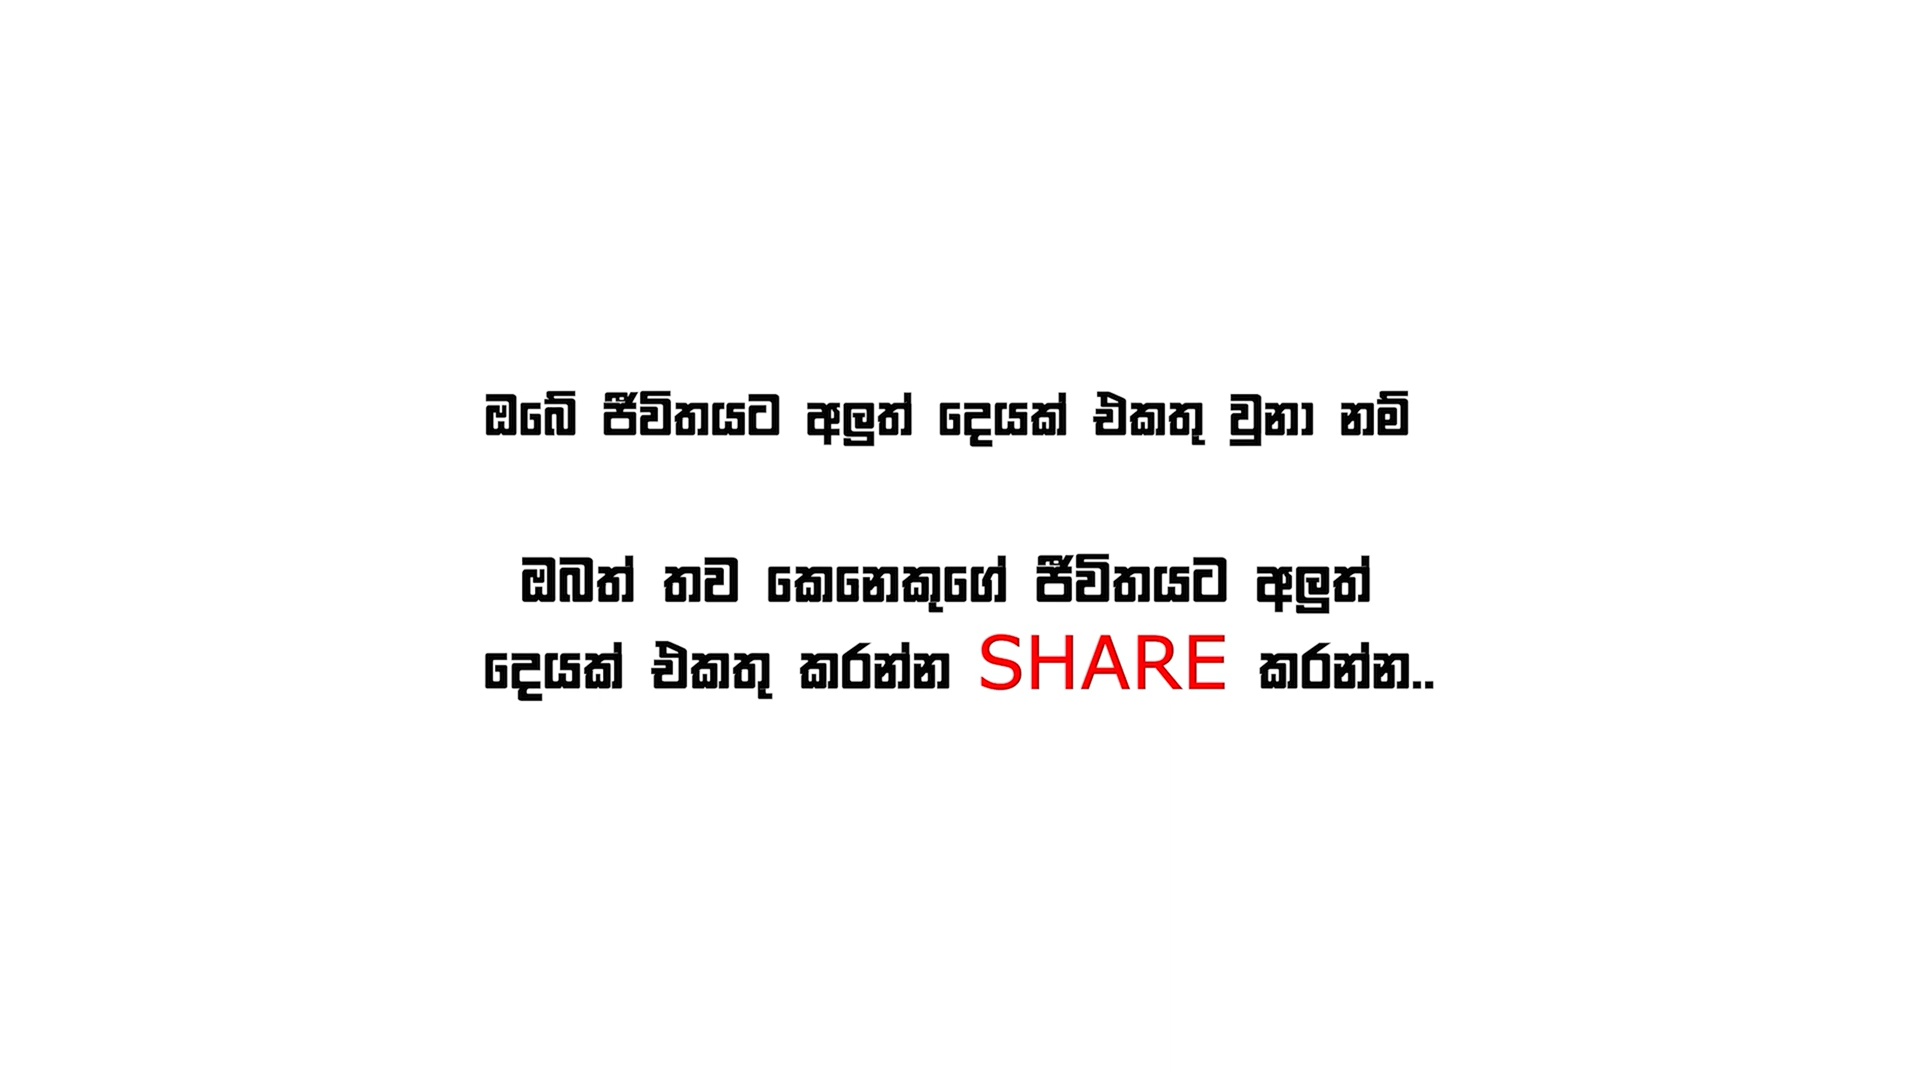 ඔබේ ජීවිතයට අලුත් දෙයක් එකතු වුනා නම්
ඔබත් තව කෙනෙකුගේ ජීවිතයට අලුත්
දෙයක් එකතු කරන්න SHARE කරන්න..